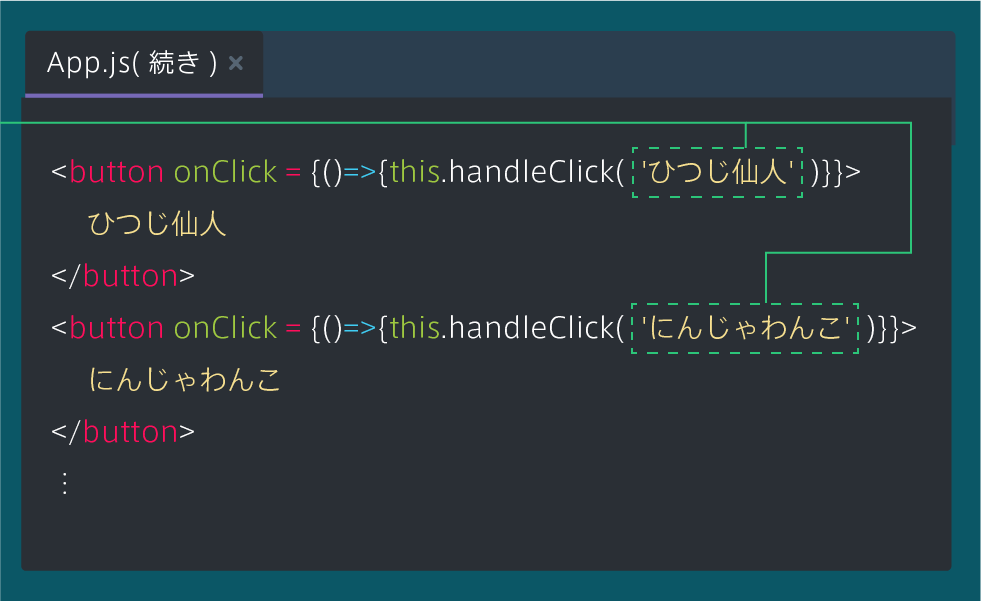 App.js( 続き ) ×
<button onClick = {()=>{this.handleClick( 'ひつじ仙人' )}}>
ひつじ仙人
</button>
<button onClick = {()=>{this.handleClick( 'にんじゃわんこ' )}}>
にんじゃわんこ
</button>
⋮